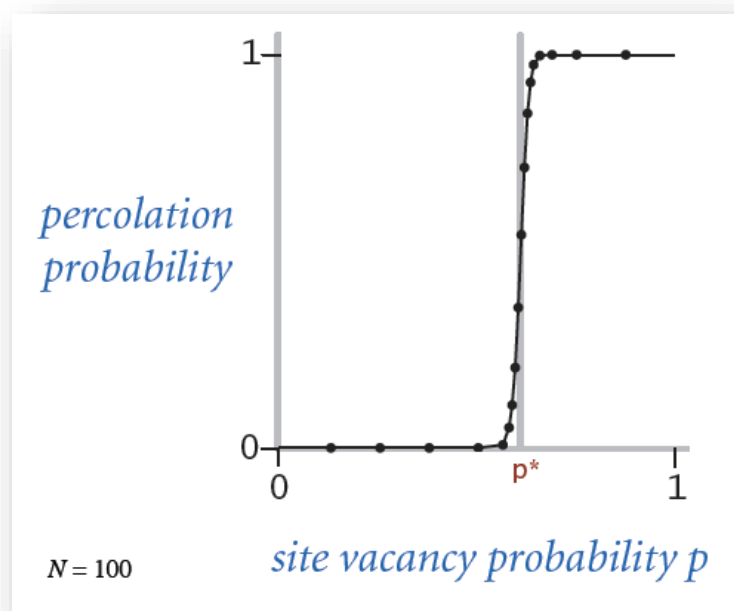 1
percolation
probability
0
p*
0
1
site vacancy probability p
N = 100